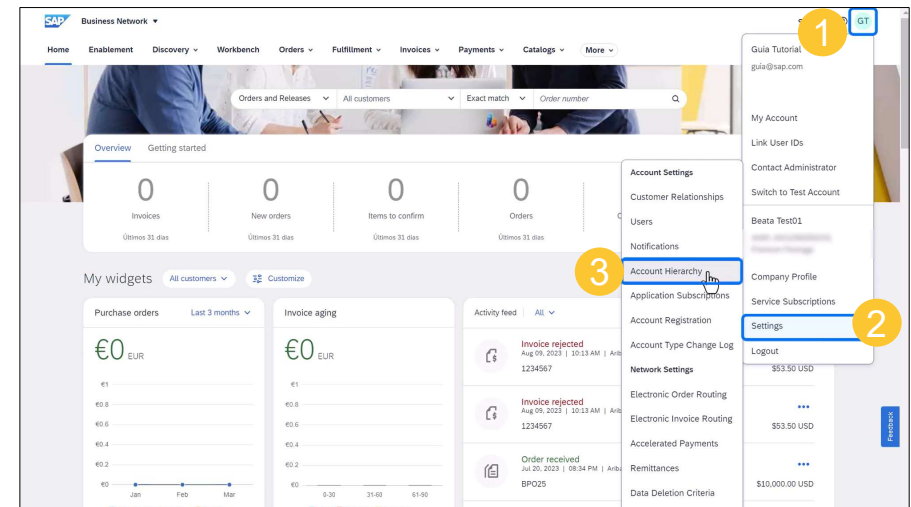 SAP Business Network
1
GT
Home Enablement Discovery Workbench Orders Fulfillment Invoices Payments Catalogs More
Orders and Releases All customers Exact match Order number
Guia Tutorial
guia@sap.com
My Account
Link User IDs
Contact Administrator
Switch to Test Account
Beata Test01
Company Profile
Service Subscriptions
Settings
2
Logout
Overview Getting started
0 0 0 0
Invoices New orders Items to confirm Orders
Últimos 31 dias Últimos 31 dias Últimos 31 dias Últimos 31 dias
Account Settings
Customer Relationships
Users
Notifications
3
Account Hierarchy
Application Subscriptions
Account Registration
Account Type Change Log
Network Settings
Electronic Order Routing
Electronic Invoice Routing
Accelerated Payments
Remittances
Data Deletion Criteria
My widgets All customers Customize
Purchase orders Last 3 months
€0 EUR
€1
€0.8
€0.6
€0.4
€0.2
€0
Jan Feb Mar
Invoice aging
€0 EUR
€1
€0.8
€0.6
€0.4
€0.2
€0
0-30 31-60 61-90
Activity feed All
Invoice rejected
Aug 09, 2023 | 10:13 AM | Arib
1234567
$53.50 USD
Invoice rejected
Aug 09, 2023 | 10:13 AM | Arib
1234567
$53.50 USD
Order received
Jul 20, 2023 | 08:34 PM | Ariba
BPO25
$10,000.00 USD
Feedback